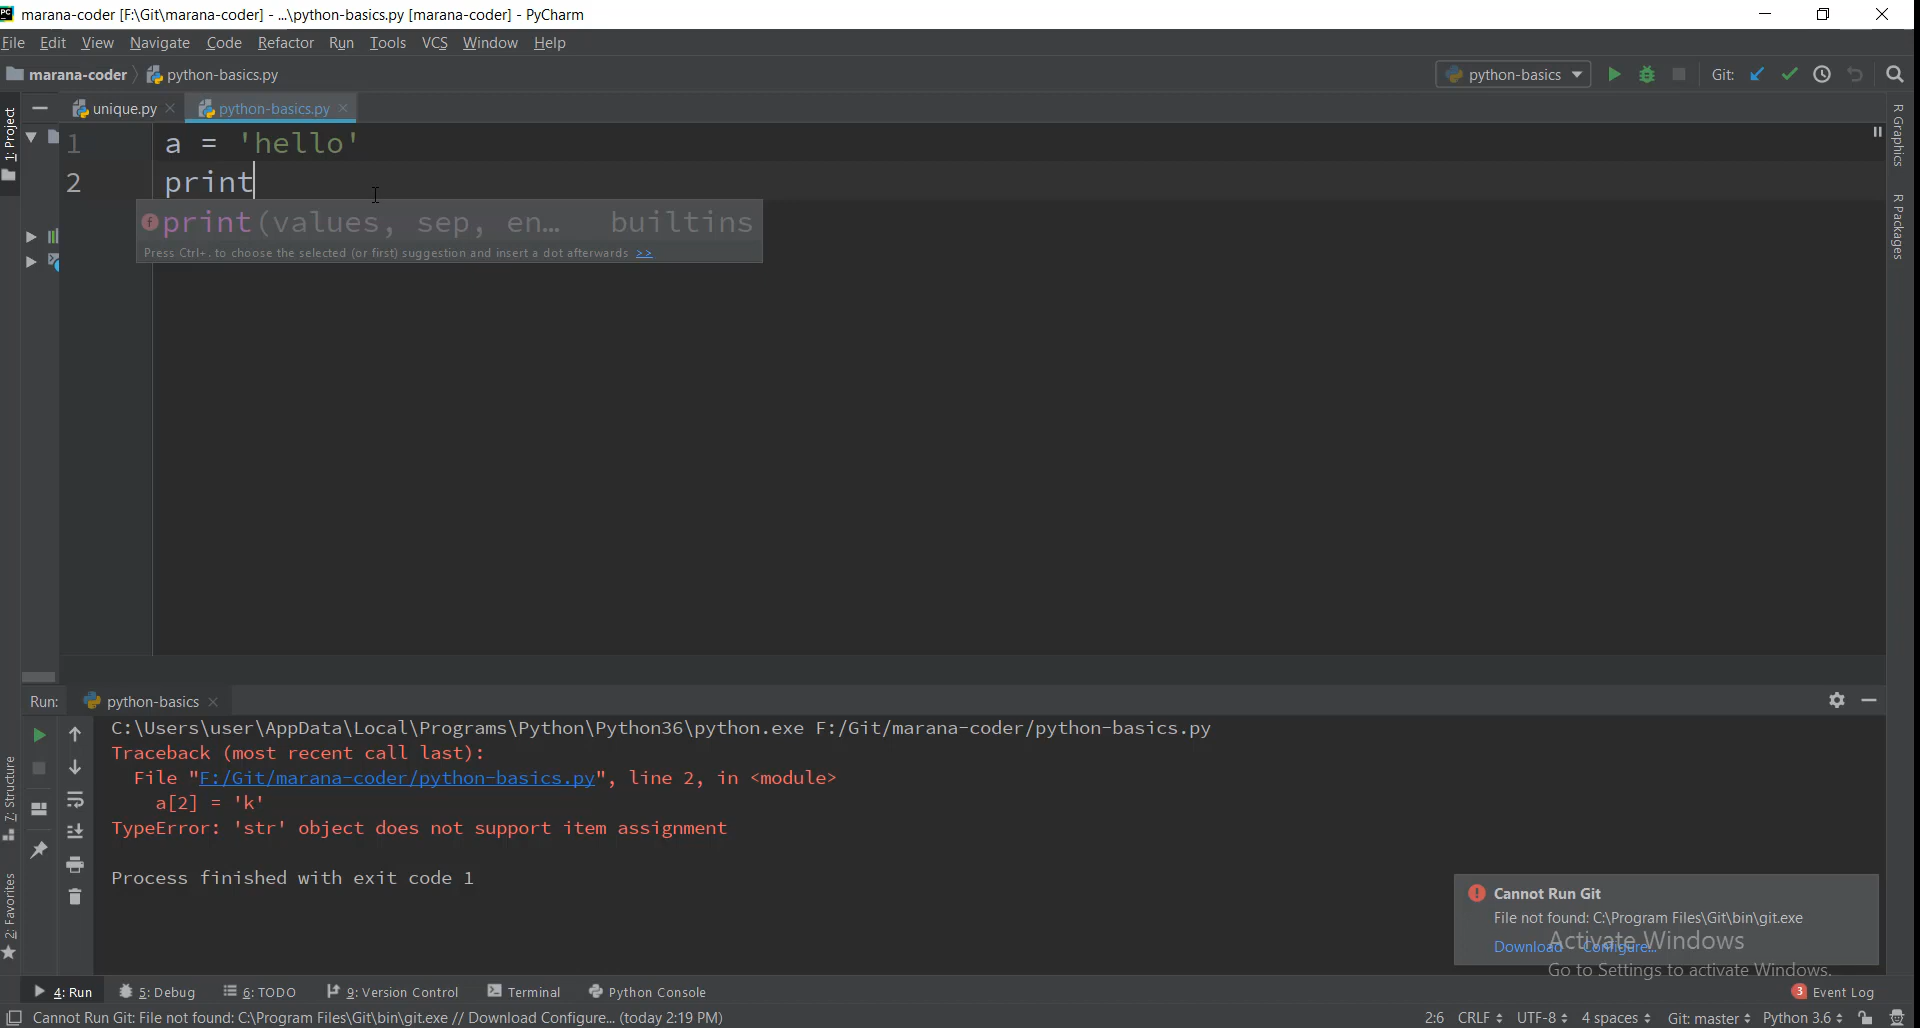 marana-coder [F:\Git\marana-coder] - ...\python-basics.py [marana-coder] - PyCharm
File Edit View Navigate Code Refactor Run Tools VCS Window Help
marana-coder python-basics.py python-basics Git:
1: Project
unique.py python-basics.py
1 a = 'hello'
2 print
print(values, sep, en… builtins
Press Ctrl+. to choose the selected (or first) suggestion and insert a dot afterwards >>
R Graphics
R Packages
Run: python-basics
C:\Users\user\AppData\Local\Programs\Python\Python36\python.exe F:/Git/marana-coder/python-basics.py
Traceback (most recent call last):
File "F:/Git/marana-coder/python-basics.py", line 2, in <module>
a[2] = 'k'
TypeError: 'str' object does not support item assignment
Process finished with exit code 1
7: Structure
2: Favorites
Cannot Run Git
File not found: C:\Program Files\Git\bin\git.exe
Download Configure...
Activate Windows
Go to Settings to activate Windows.
4: Run 5: Debug 6: TODO 9: Version Control Terminal Python Console 3 Event Log
Cannot Run Git: File not found: C:\Program Files\Git\bin\git.exe // Download Configure... (today 2:19 PM) 2:6 CRLF UTF-8 4 spaces Git: master Python 3.6